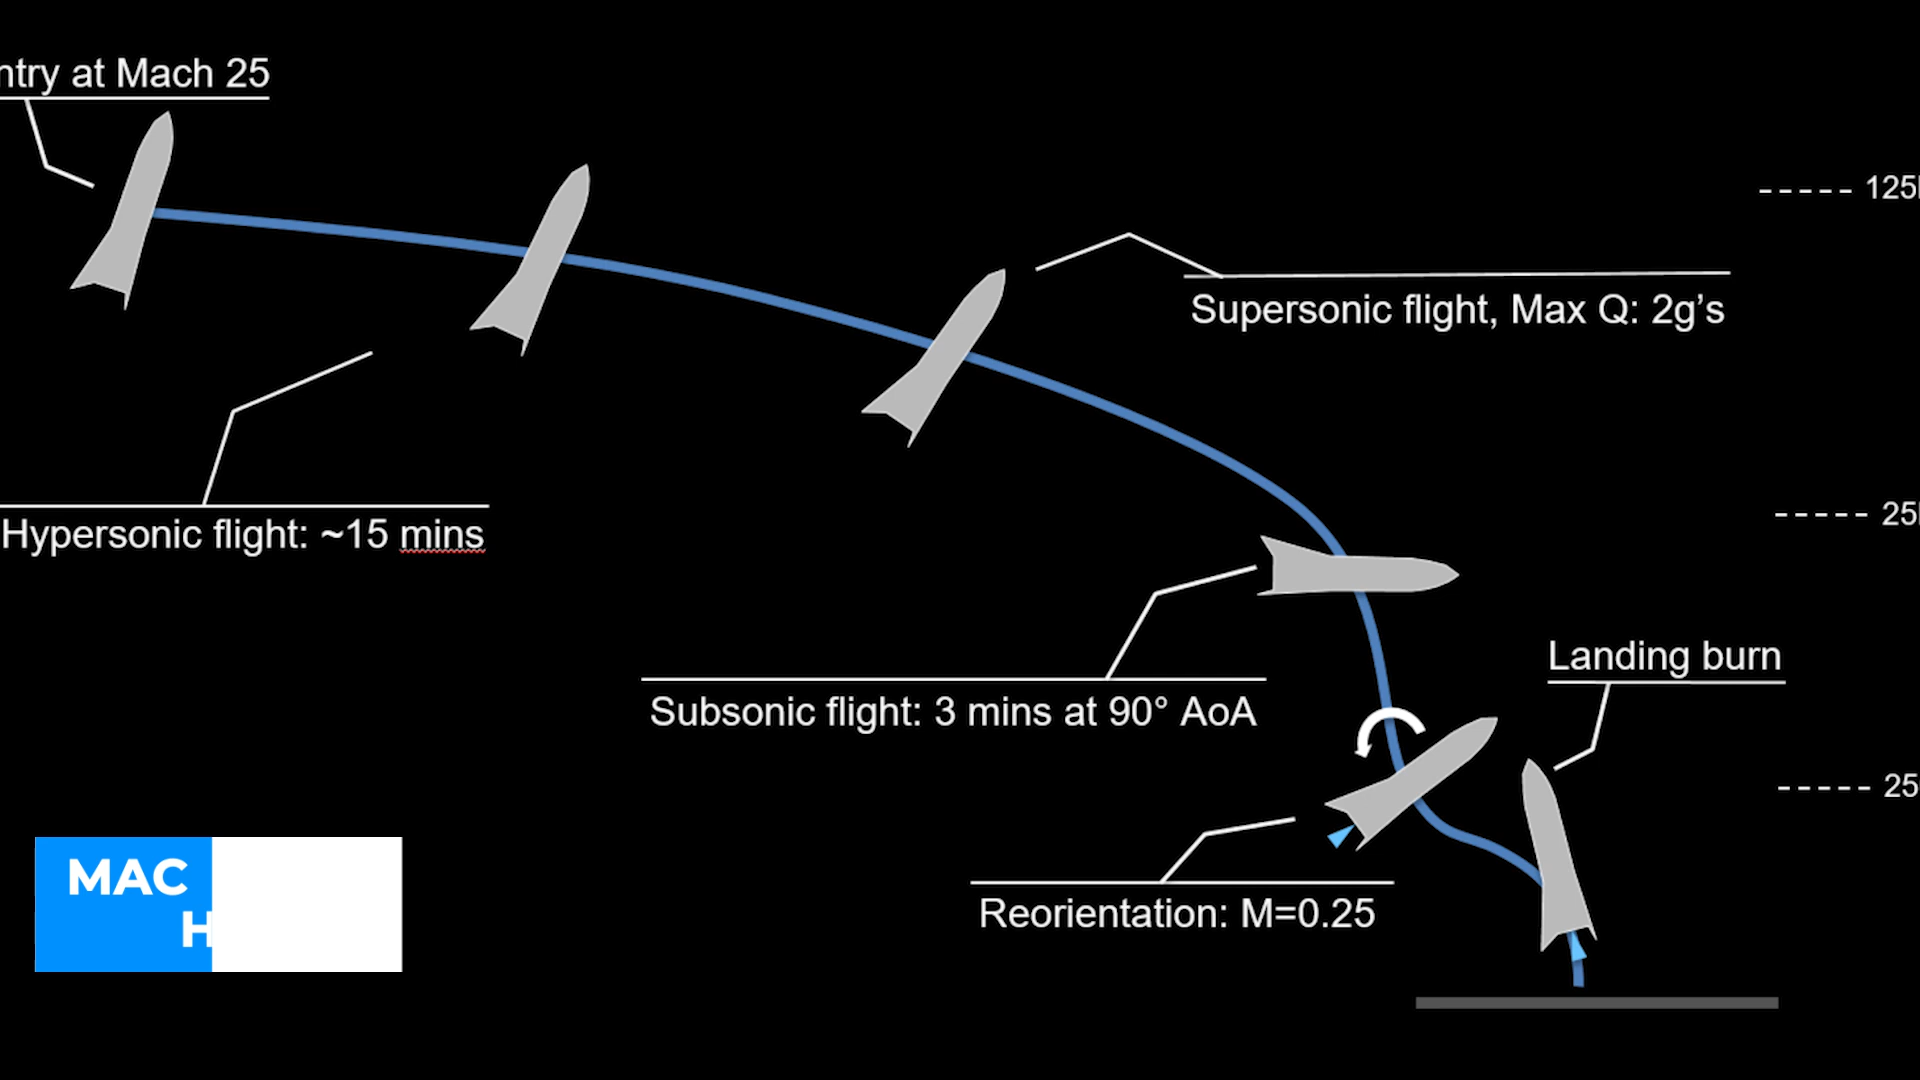 ntry at Mach 25
125
Supersonic flight, Max Q: 2g's
Hypersonic flight: ~15 mins
25
Landing burn
Subsonic flight: 3 mins at 90° AoA
25
MAC
H
Reorientation: M=0.25